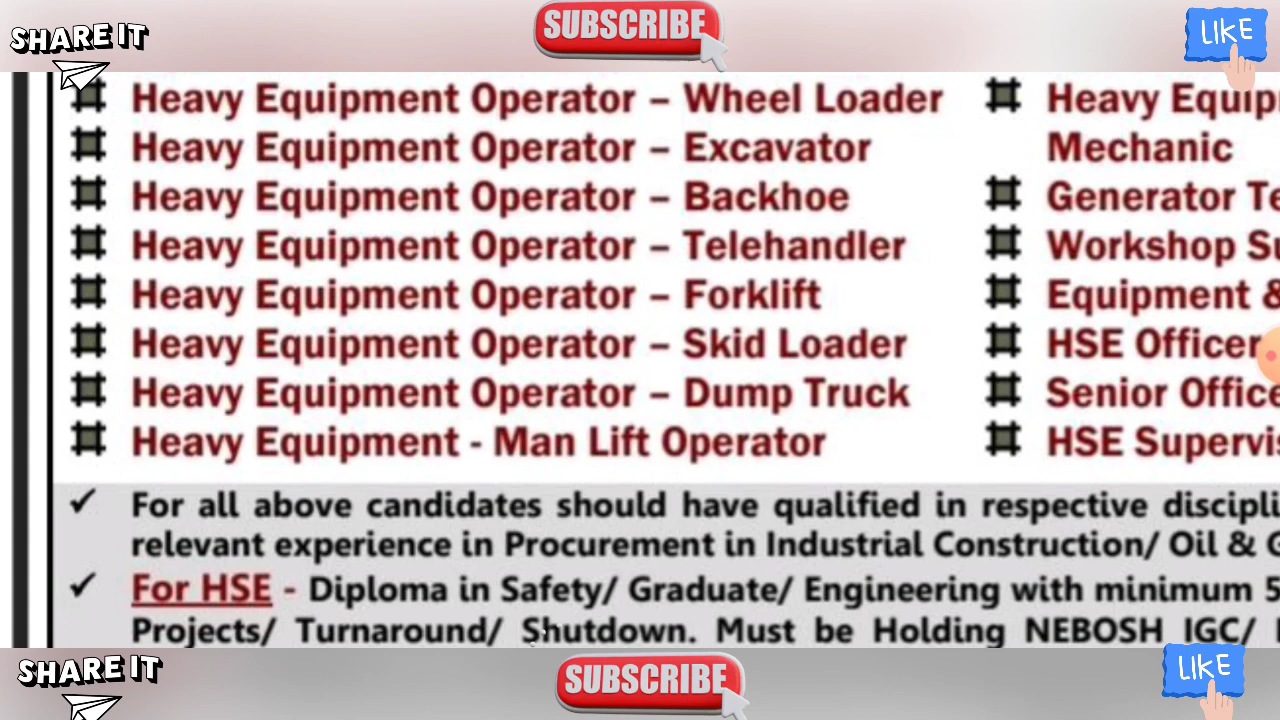 SHARE IT
SUBSCRIBE
LIKE
Heavy Equipment Operator – Wheel Loader
Heavy Equipment Operator – Excavator
Heavy Equipment Operator – Backhoe
Heavy Equipment Operator – Telehandler
Heavy Equipment Operator – Forklift
Heavy Equipment Operator – Skid Loader
Heavy Equipment Operator – Dump Truck
Heavy Equipment - Man Lift Operator
Heavy
Mechanic
Generator
Workshop
Equipment &
HSE Officer
Senior
HSE
For all above candidates should have qualified in respective
relevant experience in Procurement in Industrial Construction/ Oil &
For HSE - Diploma in Safety/ Graduate/ Engineering with minimum 5
Projects/ Turnaround/ Shutdown. Must be Holding NEBOSH IGC/
SHARE IT
SUBSCRIBE
LIKE